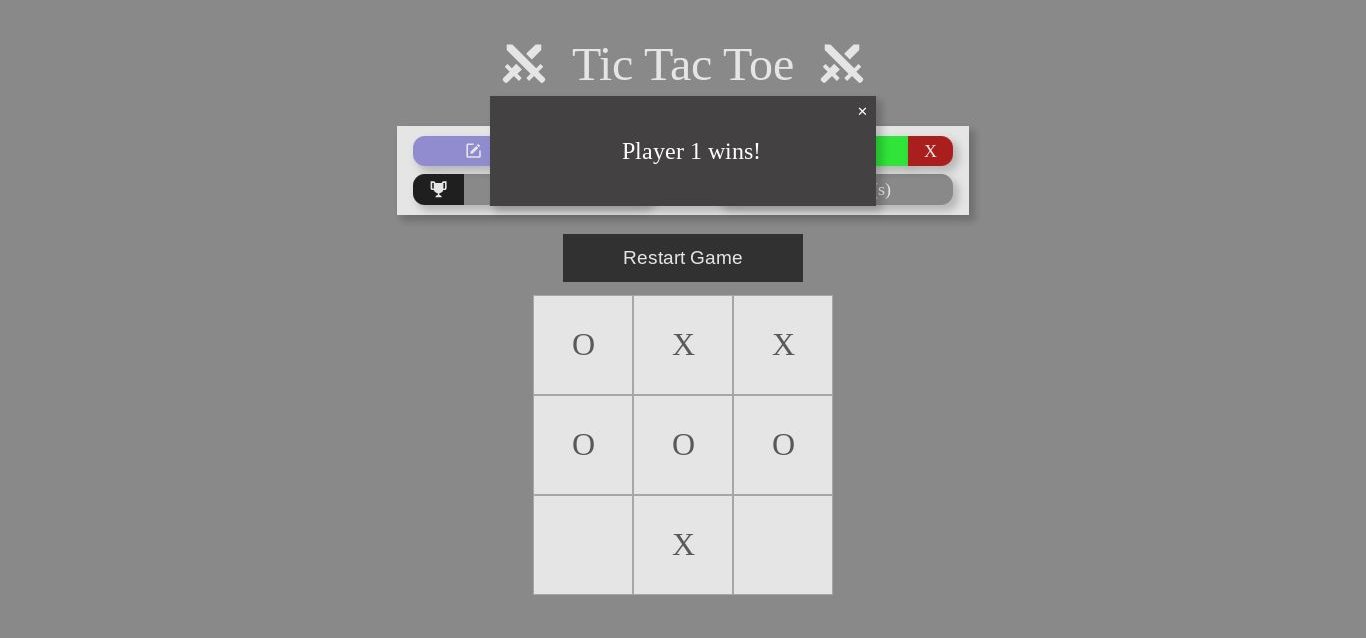 Tic Tac Toe
×
Player 1 wins!
X
s)
Restart Game
O X X
O O O
X